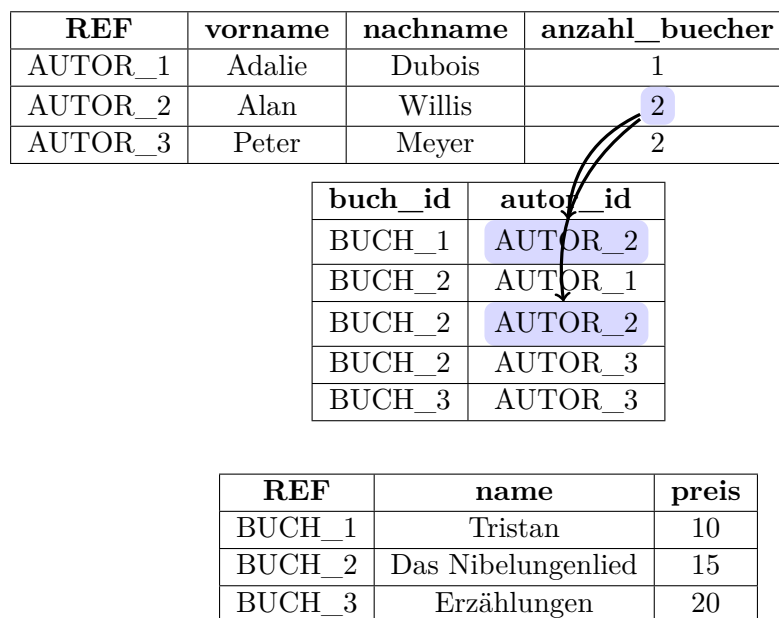 REF vorname nachname anzahl_buecher
AUTOR_1 Adalie Dubois 1
AUTOR_2 Alan Willis 2
AUTOR_3 Peter Meyer 2
buch_id autor_id
BUCH_1 AUTOR_2
BUCH_2 AUTOR_1
BUCH_2 AUTOR_2
BUCH_2 AUTOR_3
BUCH_3 AUTOR_3
REF name preis
BUCH_1 Tristan 10
BUCH_2 Das Nibelungenlied 15
BUCH_3 Erzählungen 20